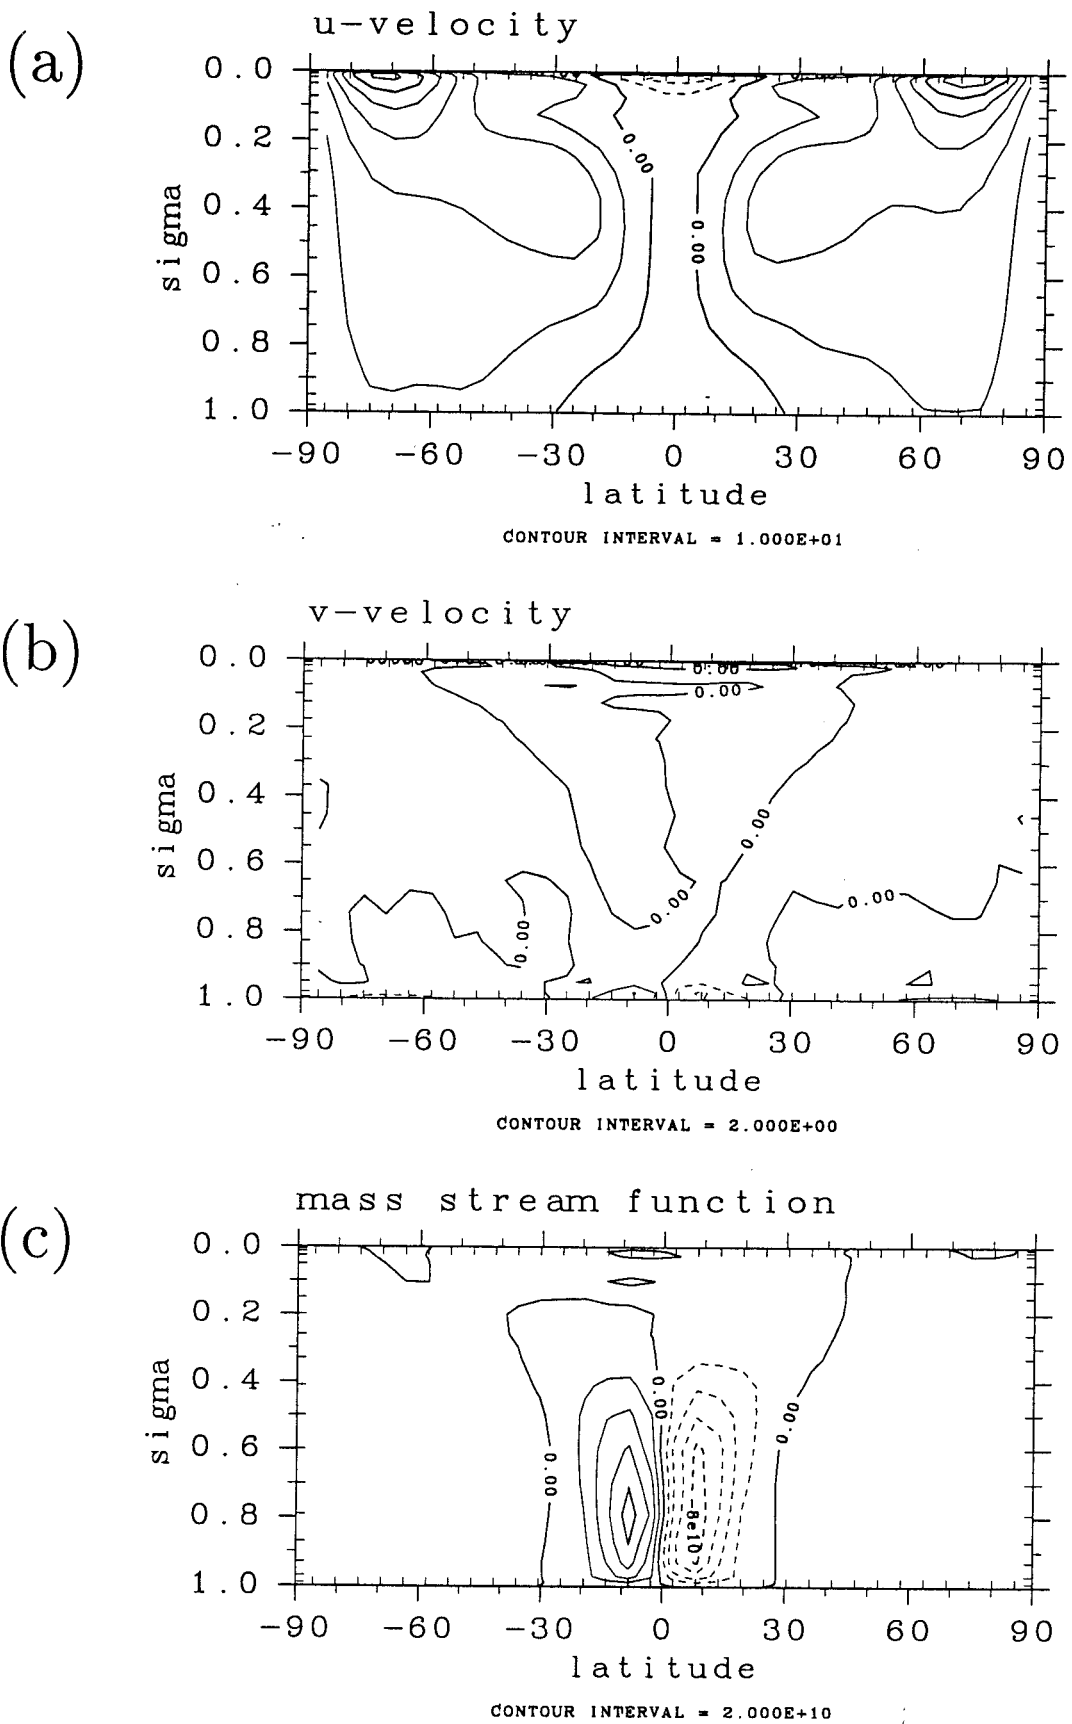 (a)
u-velocity
0.0
0.2
0.4
0.6
0.8
1.0
sigma
0.00
0.00
-90 -60 -30 0 30 60 90
latitude
CONTOUR INTERVAL = 1.000E+01
(b)
v-velocity
0.0
0.2
0.4
0.6
0.8
1.0
sigma
0.00
0.00
0.00
0.00
0.00
0.00
-90 -60 -30 0 30 60 90
latitude
CONTOUR INTERVAL = 2.000E+00
(c)
mass stream function
0.0
0.2
0.4
0.6
0.8
1.0
sigma
0.00
0.00
0.00
-8e10
-90 -60 -30 0 30 60 90
latitude
CONTOUR INTERVAL = 2.000E+10